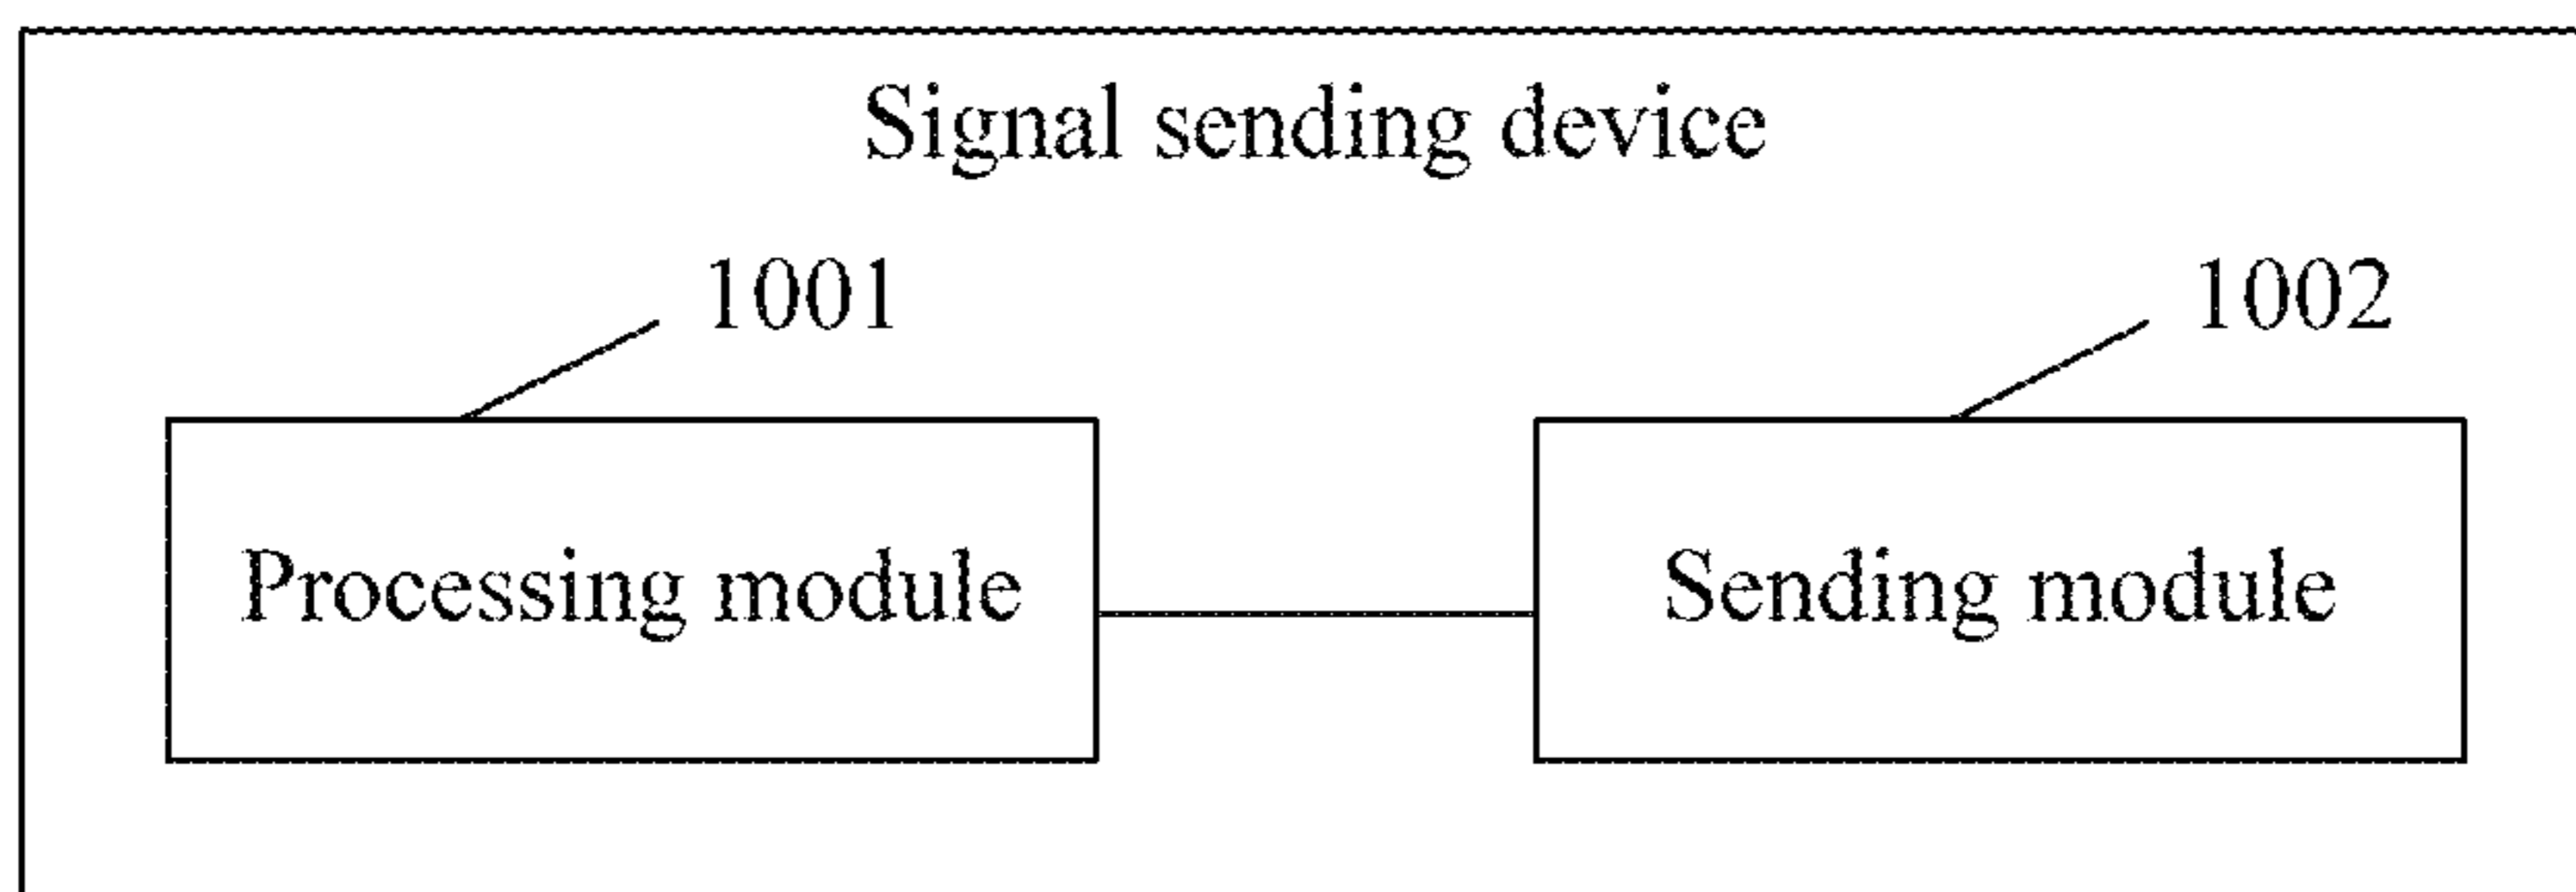 Signal sending device
1001
1002
Processing module
Sending module